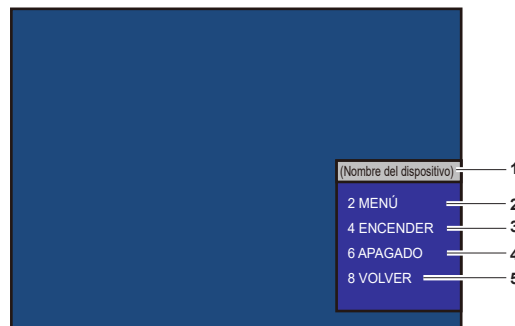 (Nombre del dispositivo) 1
2 MENÚ 2
4 ENCENDER 3
6 APAGADO 4
8 VOLVER 5